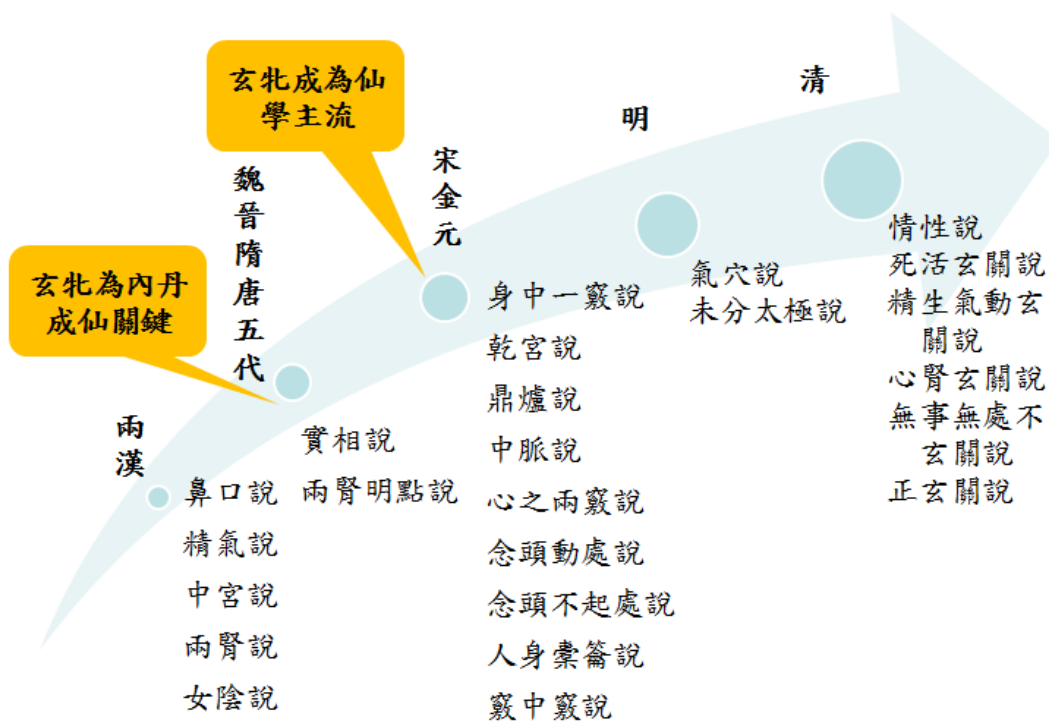 玄牝成為仙
學主流
玄牝為內丹
成仙關鍵
兩漢
鼻口說
精氣說
中宮說
兩腎說
女陰說
魏晉隋唐五代
實相說
兩腎明點說
宋金元
身中一竅說
乾宮說
鼎爐說
中脈說
心之兩竅說
念頭動處說
念頭不起處說
人身橐籥說
竅中竅說
明
氣穴說
未分太極說
清
情性說
死活玄關說
精生氣動玄
關說
心腎玄關說
無事無處不
玄關說
正玄關說